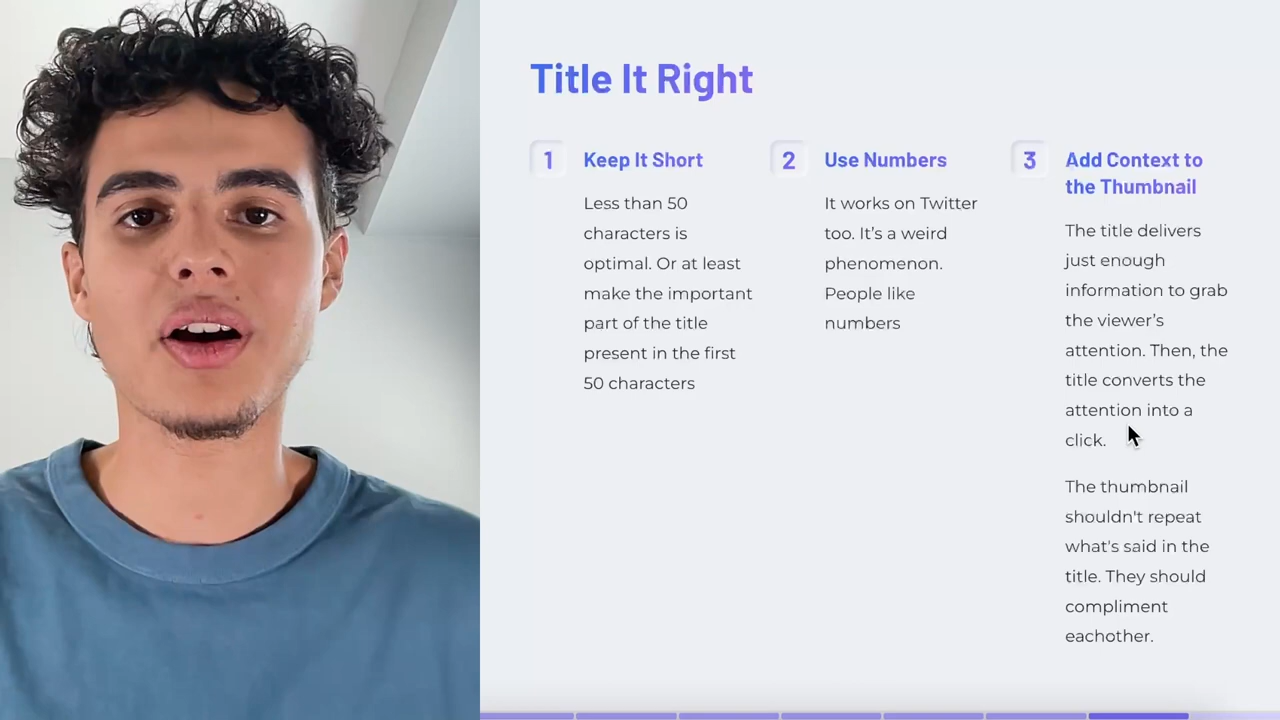 Title It Right
1
Keep It Short
Less than 50
characters is
optimal. Or at least
make the important
part of the title
present in the first
50 characters
2
Use Numbers
It works on Twitter
too. It’s a weird
phenomenon.
People like
numbers
3
Add Context to
the Thumbnail
The title delivers
just enough
information to grab
the viewer’s
attention. Then, the
title converts the
attention into a
click.
The thumbnail
shouldn't repeat
what's said in the
title. They should
compliment
eachother.